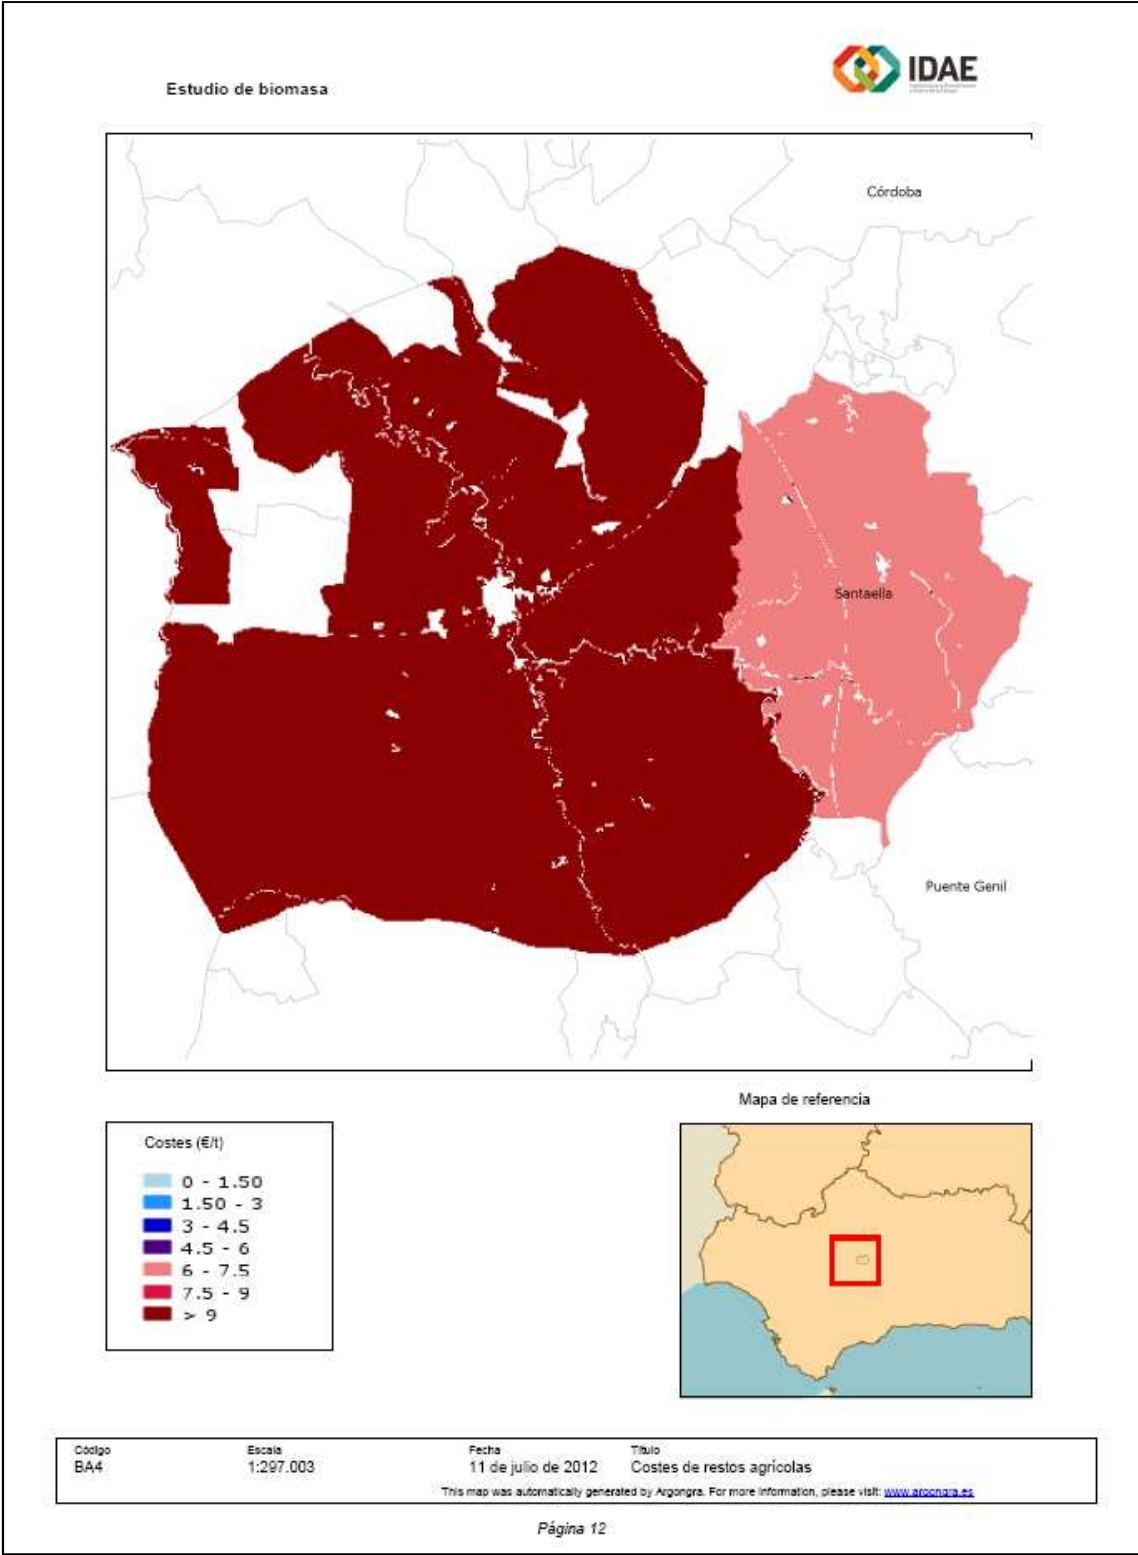 Estudio de biomasa
IDAE
Córdoba
Santaella
Puente Genil
Mapa de referencia
Costes (€/t)
0 - 1.50
1.50 - 3
3 - 4.5
4.5 - 6
6 - 7.5
7.5 - 9
> 9
Código Escala Fecha Título
BA4 1:297.003 11 de julio de 2012 Costes de restos agrícolas
This map was automatically generated by Argongra. For more information, please visit: www.argongra.es
Página 12